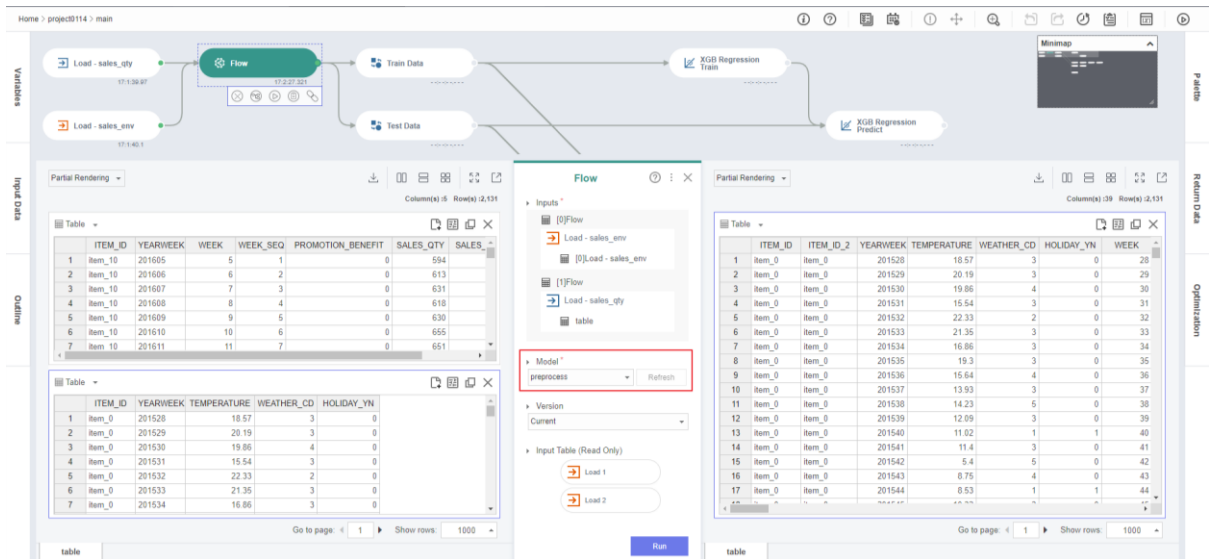 Home > project0114 > main
Minimap
Load - sales_qty
17:1:39.97
Flow
17:2:27.321
Train Data
XGB Regression
Train
Load - sales_env
17:1:40.1
Test Data
XGB Regression
Predict
Variables
Input Data
Outline
Palette
Return Data
Optimization
Partial Rendering
Column(s) :5 Row(s) :2,131
Table
ITEM_ID YEARWEEK WEEK WEEK_SEQ PROMOTION_BENEFIT SALES_QTY SALES_
1 item_10 201605 5 1 0 594
2 item_10 201606 6 2 0 613
3 item_10 201607 7 3 0 631
4 item_10 201608 8 4 0 618
5 item_10 201609 9 5 0 630
6 item_10 201610 10 6 0 655
7 item_10 201611 11 7 0 651
Table
ITEM_ID YEARWEEK TEMPERATURE WEATHER_CD HOLIDAY_YN
1 item_0 201528 18.57 3 0
2 item_0 201529 20.19 3 0
3 item_0 201530 19.86 4 0
4 item_0 201531 15.54 3 0
5 item_0 201532 22.33 2 0
6 item_0 201533 21.35 3 0
7 item_0 201534 16.86 3 0
Go to page: 1 Show rows: 1000
table
Flow
Inputs *
[0]Flow
Load - sales_env
[0]Load - sales_env
[1]Flow
Load - sales_qty
table
Model *
preprocess Refresh
Version
Current
Input Table (Read Only)
Load 1
Load 2
Run
Partial Rendering
Column(s) :39 Row(s) :2,131
Table
ITEM_ID ITEM_ID_2 YEARWEEK TEMPERATURE WEATHER_CD HOLIDAY_YN WEEK
1 item_0 item_0 201528 18.57 3 0 28
2 item_0 item_0 201529 20.19 3 0 29
3 item_0 item_0 201530 19.86 4 0 30
4 item_0 item_0 201531 15.54 3 0 31
5 item_0 item_0 201532 22.33 2 0 32
6 item_0 item_0 201533 21.35 3 0 33
7 item_0 item_0 201534 16.86 3 0 34
8 item_0 item_0 201535 19.3 3 0 35
9 item_0 item_0 201536 15.64 4 0 36
10 item_0 item_0 201537 13.93 3 0 37
11 item_0 item_0 201538 14.23 5 0 38
12 item_0 item_0 201539 12.09 3 0 39
13 item_0 item_0 201540 11.02 1 1 40
14 item_0 item_0 201541 11.4 3 0 41
15 item_0 item_0 201542 5.4 5 0 42
16 item_0 item_0 201543 8.75 4 0 43
17 item_0 item_0 201544 8.53 1 1 44
Go to page: 1 Show rows: 1000
table